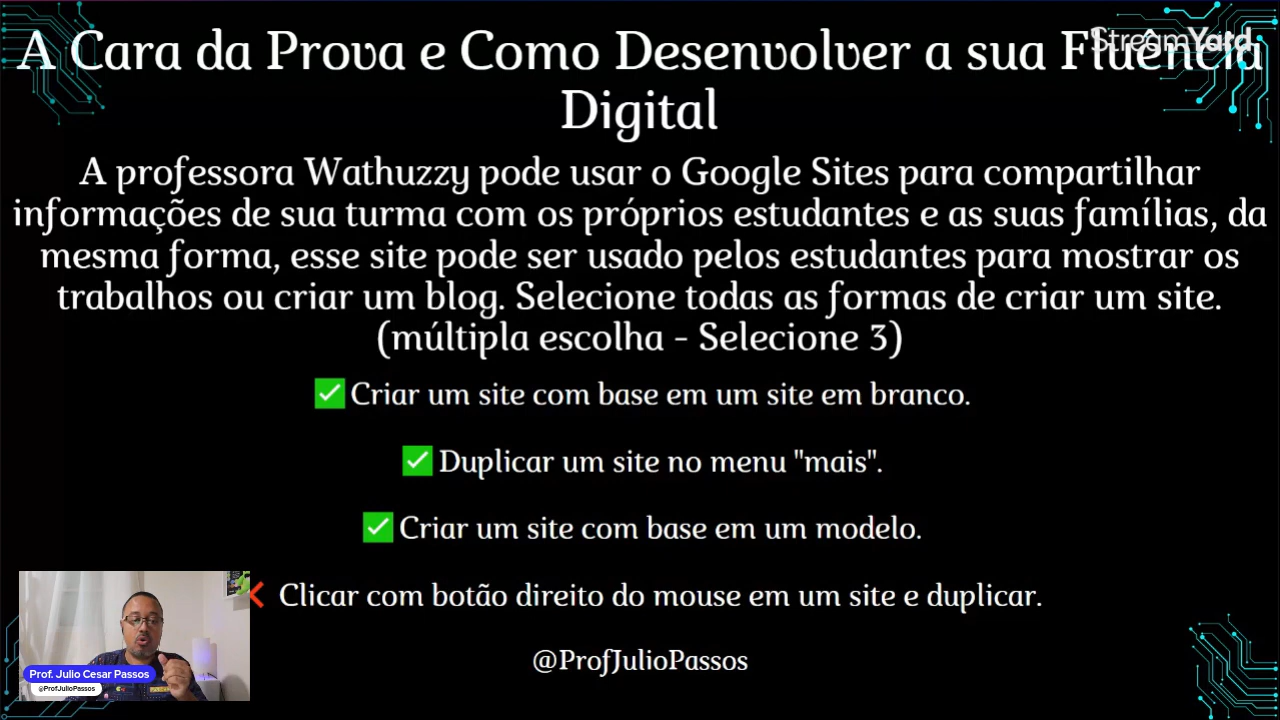 A Cara da Prova e Como Desenvolver a sua Fluência
StreamYard
Digital
A professora Wathuzzy pode usar o Google Sites para compartilhar
informações de sua turma com os próprios estudantes e as suas famílias, da
mesma forma, esse site pode ser usado pelos estudantes para mostrar os
trabalhos ou criar um blog. Selecione todas as formas de criar um site.
(múltipla escolha - Selecione 3)
✅ Criar um site com base em um site em branco.
✅ Duplicar um site no menu "mais".
✅ Criar um site com base em um modelo.
❌ Clicar com botão direito do mouse em um site e duplicar.
@ProfJulioPassos
Prof. Julio Cesar Passos
@ProfJulioPassos